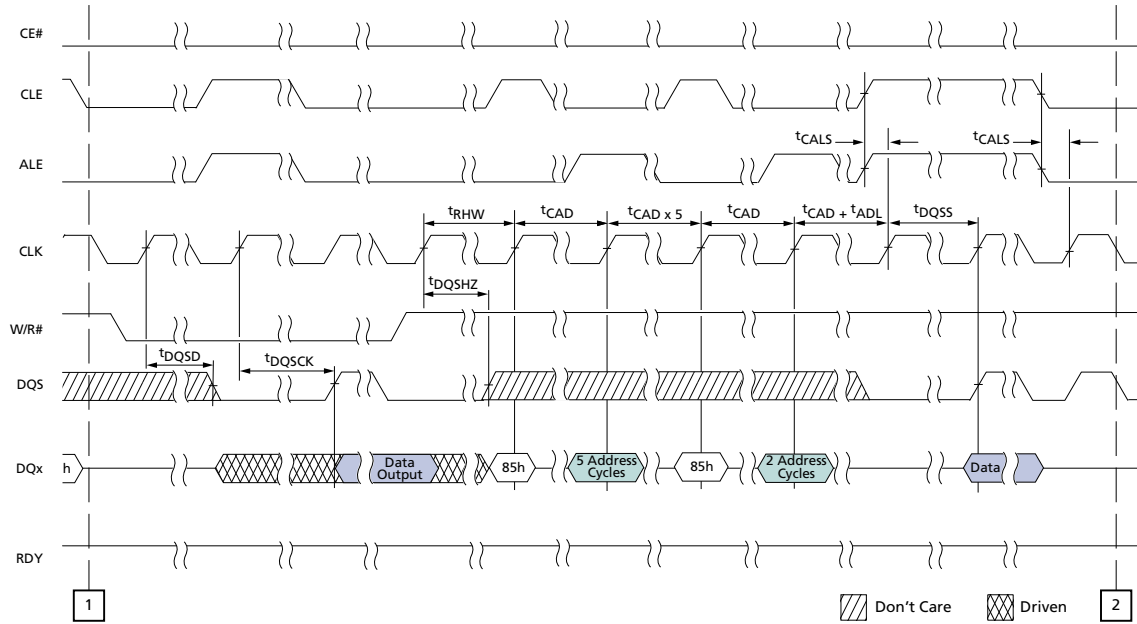 CE#
CLE
tCALS
tCALS
ALE
tRHW
tCAD
tCAD x 5
tCAD
tCAD + tADL
tDQSS
CLK
tDQSHZ
W/R#
tDQSD
tDQSCK
DQS
DQx
h
Data
Output
85h
5 Address
Cycles
85h
2 Address
Cycles
Data
RDY
1
Don't Care
Driven
2